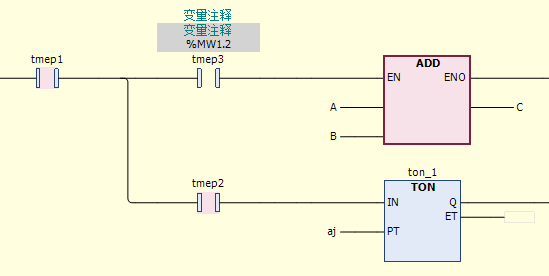 变量注释
变量注释
%MW1.2
tmep1
tmep3
ADD
EN ENO
A C
B
tmep2
ton_1
TON
IN Q
ET
aj PT